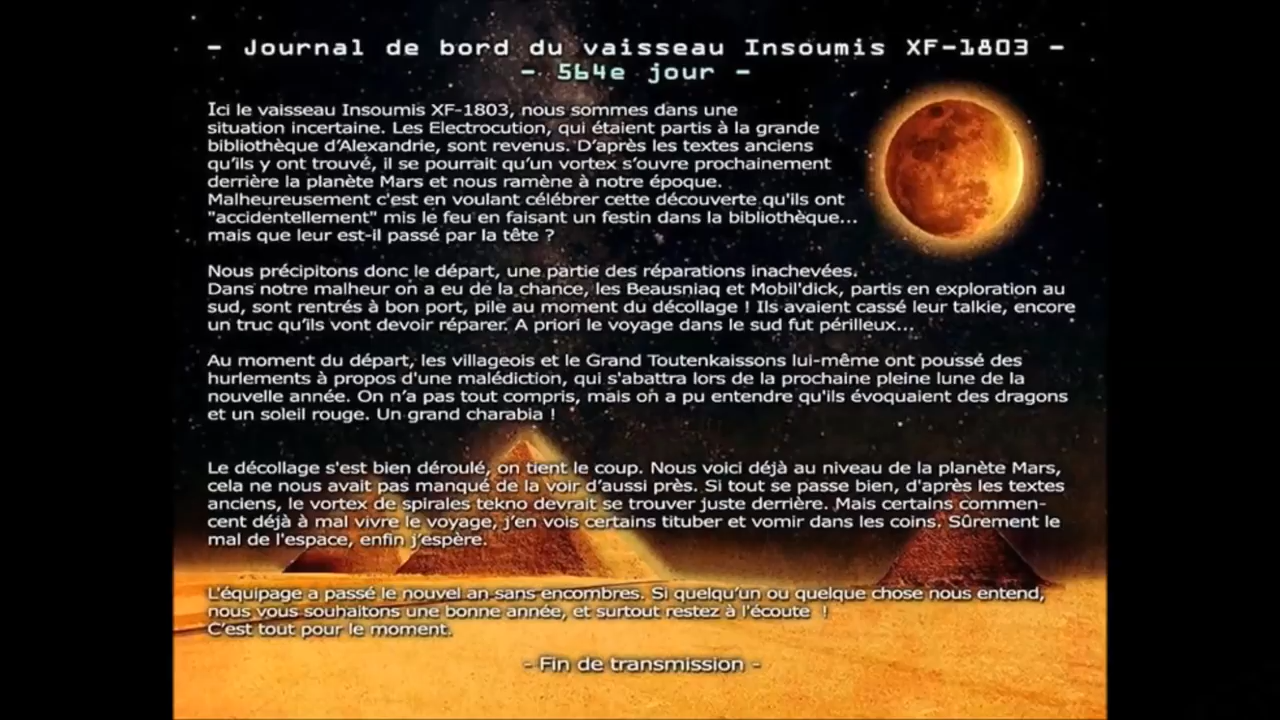 - Journal de bord du vaisseau Insoumis XF-1803 -
- 564e jour -
Ici le vaisseau Insoumis XF-1803, nous sommes dans une
situation incertaine. Les Electrocution, qui étaient partis à la grande
bibliothèque d'Alexandrie, sont revenus. D'après les textes anciens
qu'ils y ont trouvé, il se pourrait qu'un vortex s'ouvre prochainement
derrière la planète Mars et nous ramène à notre époque.
Malheureusement c'est en voulant célébrer cette découverte qu'ils ont
"accidentellement" mis le feu en faisant un festin dans la bibliothèque...
mais que leur est-il passé par la tête ?
Nous précipitons donc le départ, une partie des réparations inachevées.
Dans notre malheur on a eu de la chance, les Beausniaq et Mobil'dick, partis en exploration au
sud, sont rentrés à bon port, pile au moment du décollage ! Ils avaient cassé leur talkie, encore
un truc qu'ils vont devoir réparer. A priori le voyage dans le sud fut périlleux...
Au moment du départ, les villageois et le Grand Toutenkaissons lui-même ont poussé des
hurlements à propos d'une malédiction, qui s'abattra lors de la prochaine pleine lune de la
nouvelle année. On n'a pas tout compris, mais on a pu entendre qu'ils évoquaient des dragons
et un soleil rouge. Un grand charabia !
Le décollage s'est bien déroulé, on tient le coup. Nous voici déjà au niveau de la planète Mars,
cela ne nous avait pas manqué de la voir d'aussi près. Si tout se passe bien, d'après les textes
anciens, le vortex de spirales tekno devrait se trouver juste derrière. Mais certains commen-
cent déjà à mal vivre le voyage, j'en vois certains tituber et vomir dans les coins. Sûrement le
mal de l'espace, enfin j'espère.
L'équipage a passé le nouvel an sans encombres. Si quelqu'un ou quelque chose nous entend,
nous vous souhaitons une bonne année, et surtout restez à l'écoute !
C'est tout pour le moment.
- Fin de transmission -